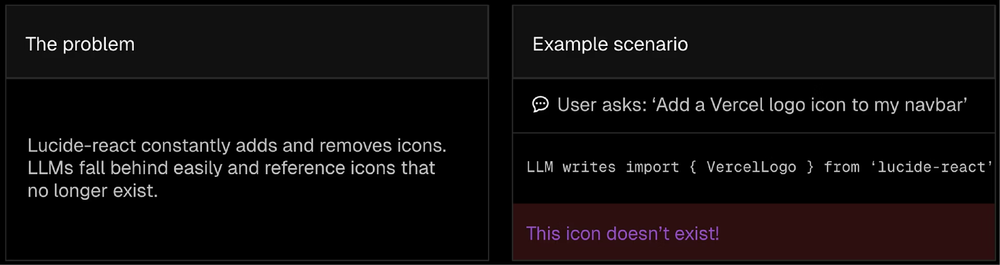 The problem
Lucide-react constantly adds and removes icons.
LLMs fall behind easily and reference icons that
no longer exist.
Example scenario
User asks: ‘Add a Vercel logo icon to my navbar’
LLM writes import { VercelLogo } from ‘lucide-react’
This icon doesn’t exist!